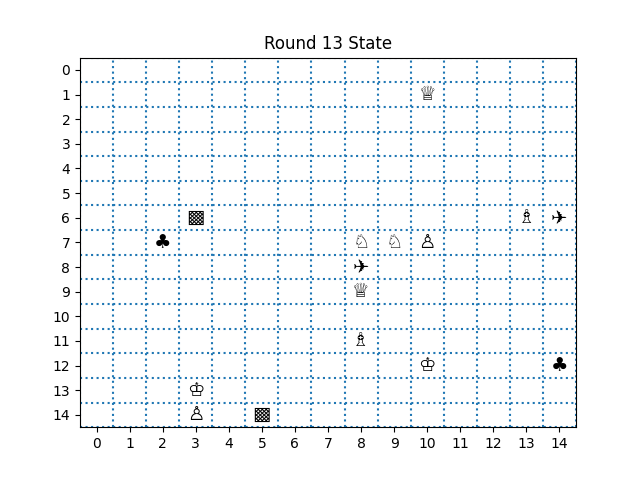 Round 13 State
0
1
♕
2
3
4
5
6 ▩ ♗ ✈
7 ♣ ♘ ♘ ♙
8 ✈
9 ♕
10
11 ♗
12 ♔ ♣
13 ♔
14 ♙ ▩
0 1 2 3 4 5 6 7 8 9 10 11 12 13 14